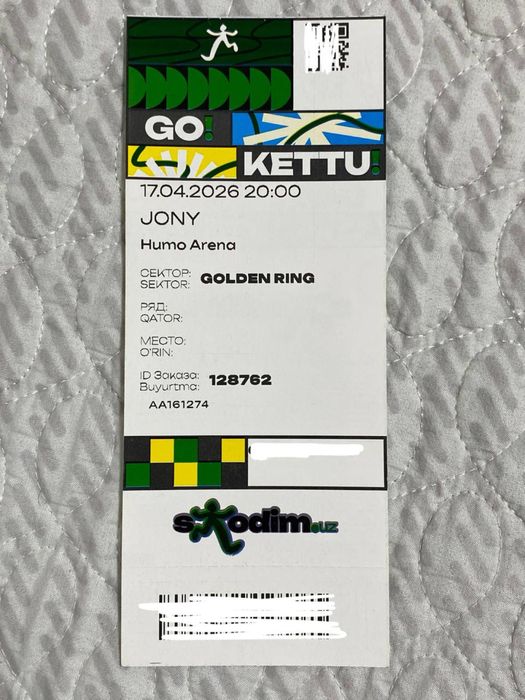 GO!
KETTU!
17.04.2026 20:00
JONY
Humo Arena
СЕКТОР: GOLDEN RING
SEKTOR:
РЯД:
QATOR:
МЕСТО:
O'RIN:
ID Заказа: 128762
Buyurtma:
AA161274
skodim.uz